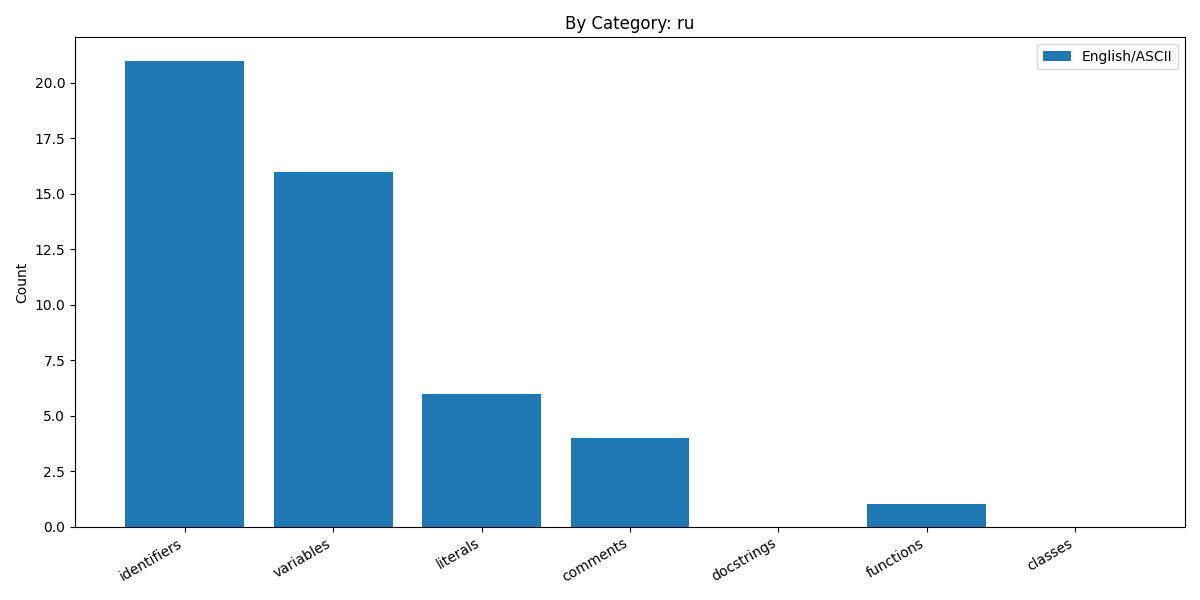 By Category: ru
English/ASCII
Count
20.0
17.5
15.0
12.5
10.0
7.5
5.0
2.5
0.0
identifiers
variables
literals
comments
docstrings
functions
classes